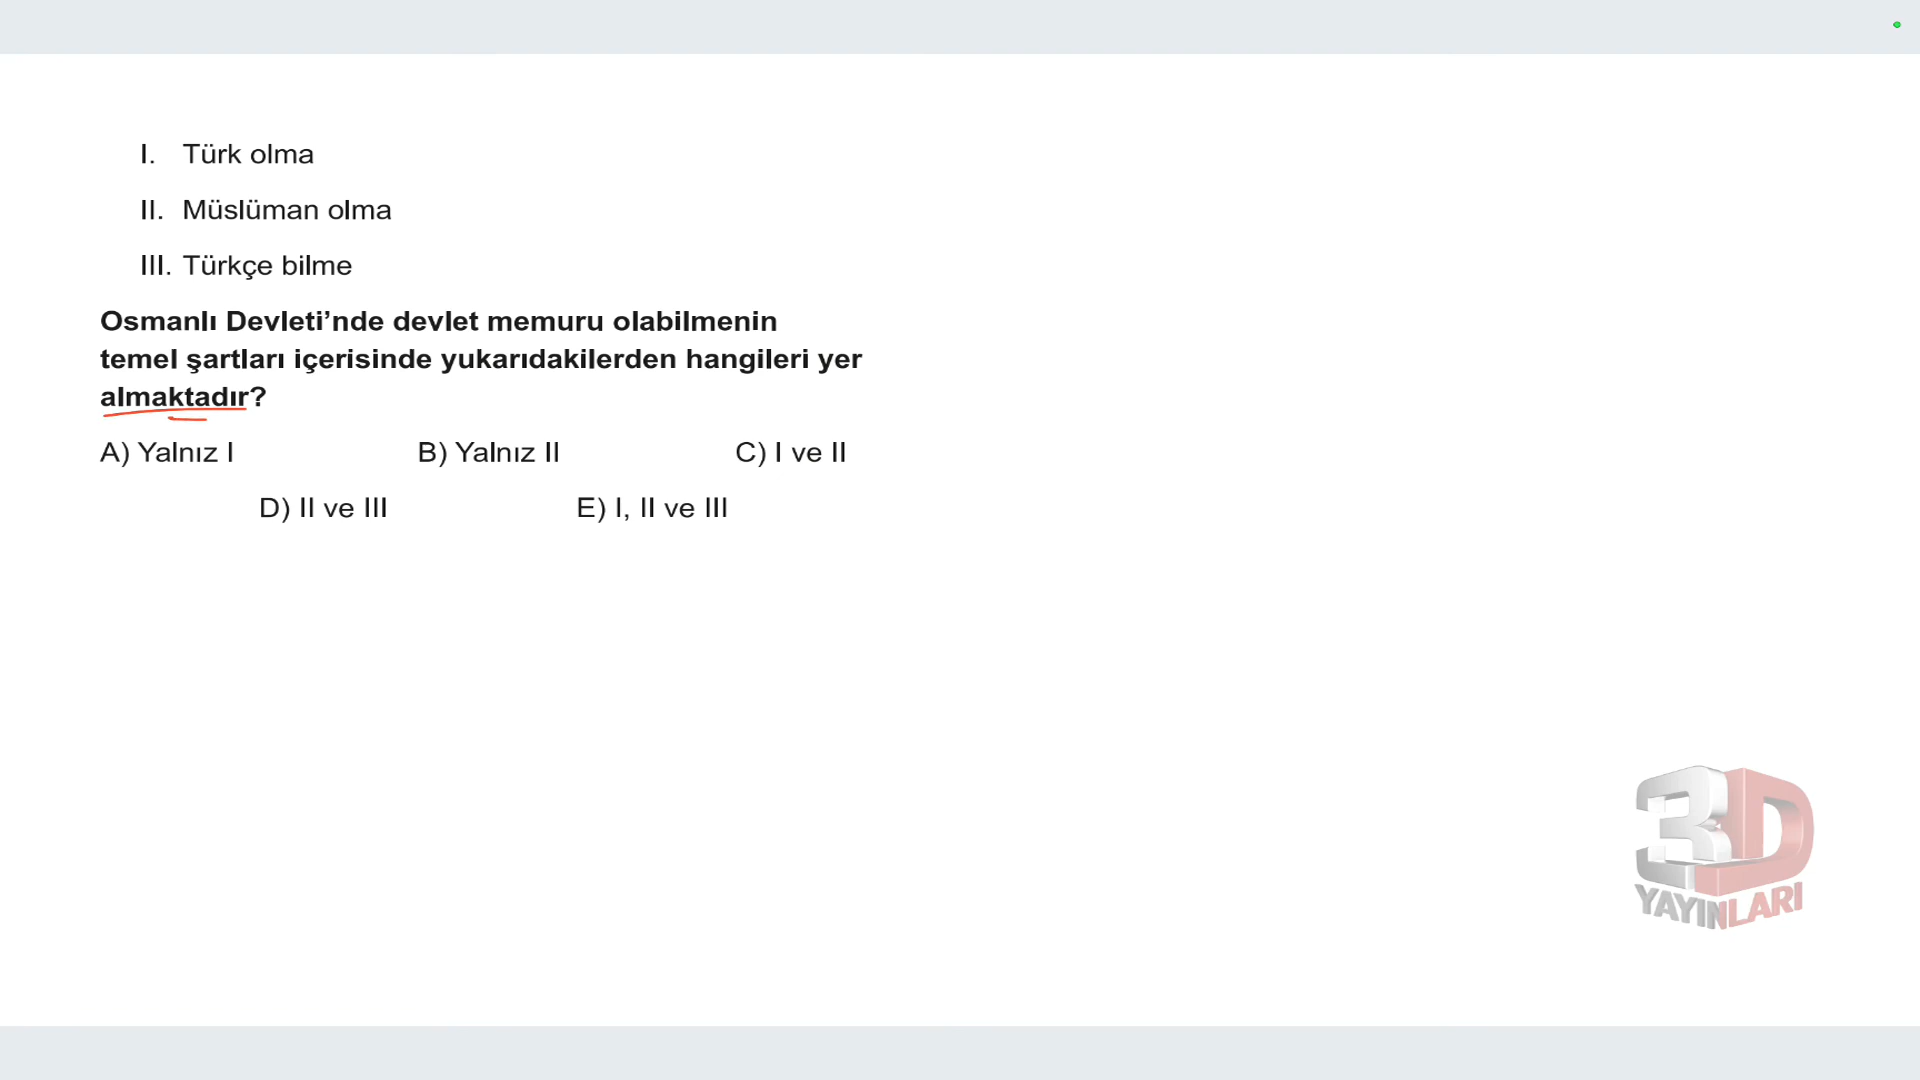 I. Türk olma
II. Müslüman olma
III. Türkçe bilme
Osmanlı Devleti’nde devlet memuru olabilmenin
temel şartları içerisinde yukarıdakilerden hangileri yer
almaktadır?
A) Yalnız I B) Yalnız II C) I ve II
D) II ve III E) I, II ve III
3D
YAYINLARI